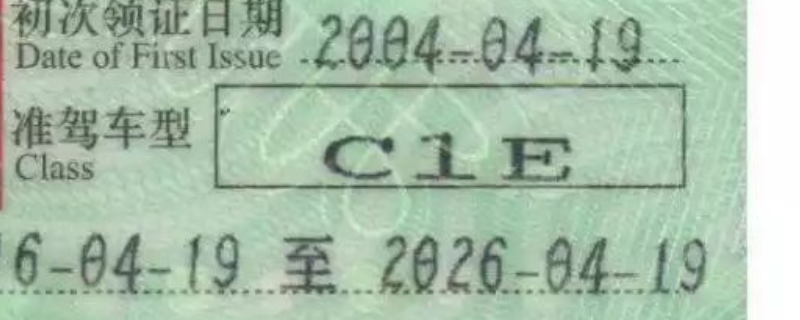 初次领证日期
Date of First Issue 2004-04-19
准驾车型
Class C1E
6-04-19 至 2026-04-19